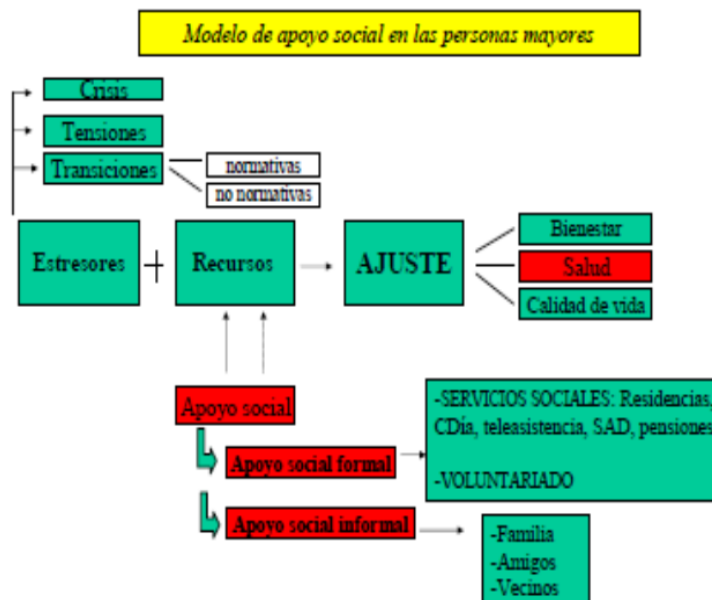 Modelo de apoyo social en las personas mayores
Crisis
Tensiones
Transiciones
normativas
no normativas
Estresores
+
Recursos
AJUSTE
Bienestar
Salud
Calidad de vida
Apoyo social
Apoyo social formal
-SERVICIOS SOCIALES: Residencias,
CDía, teleasistencia, SAD, pensiones
-VOLUNTARIADO
Apoyo social informal
-Familia
-Amigos
-Vecinos